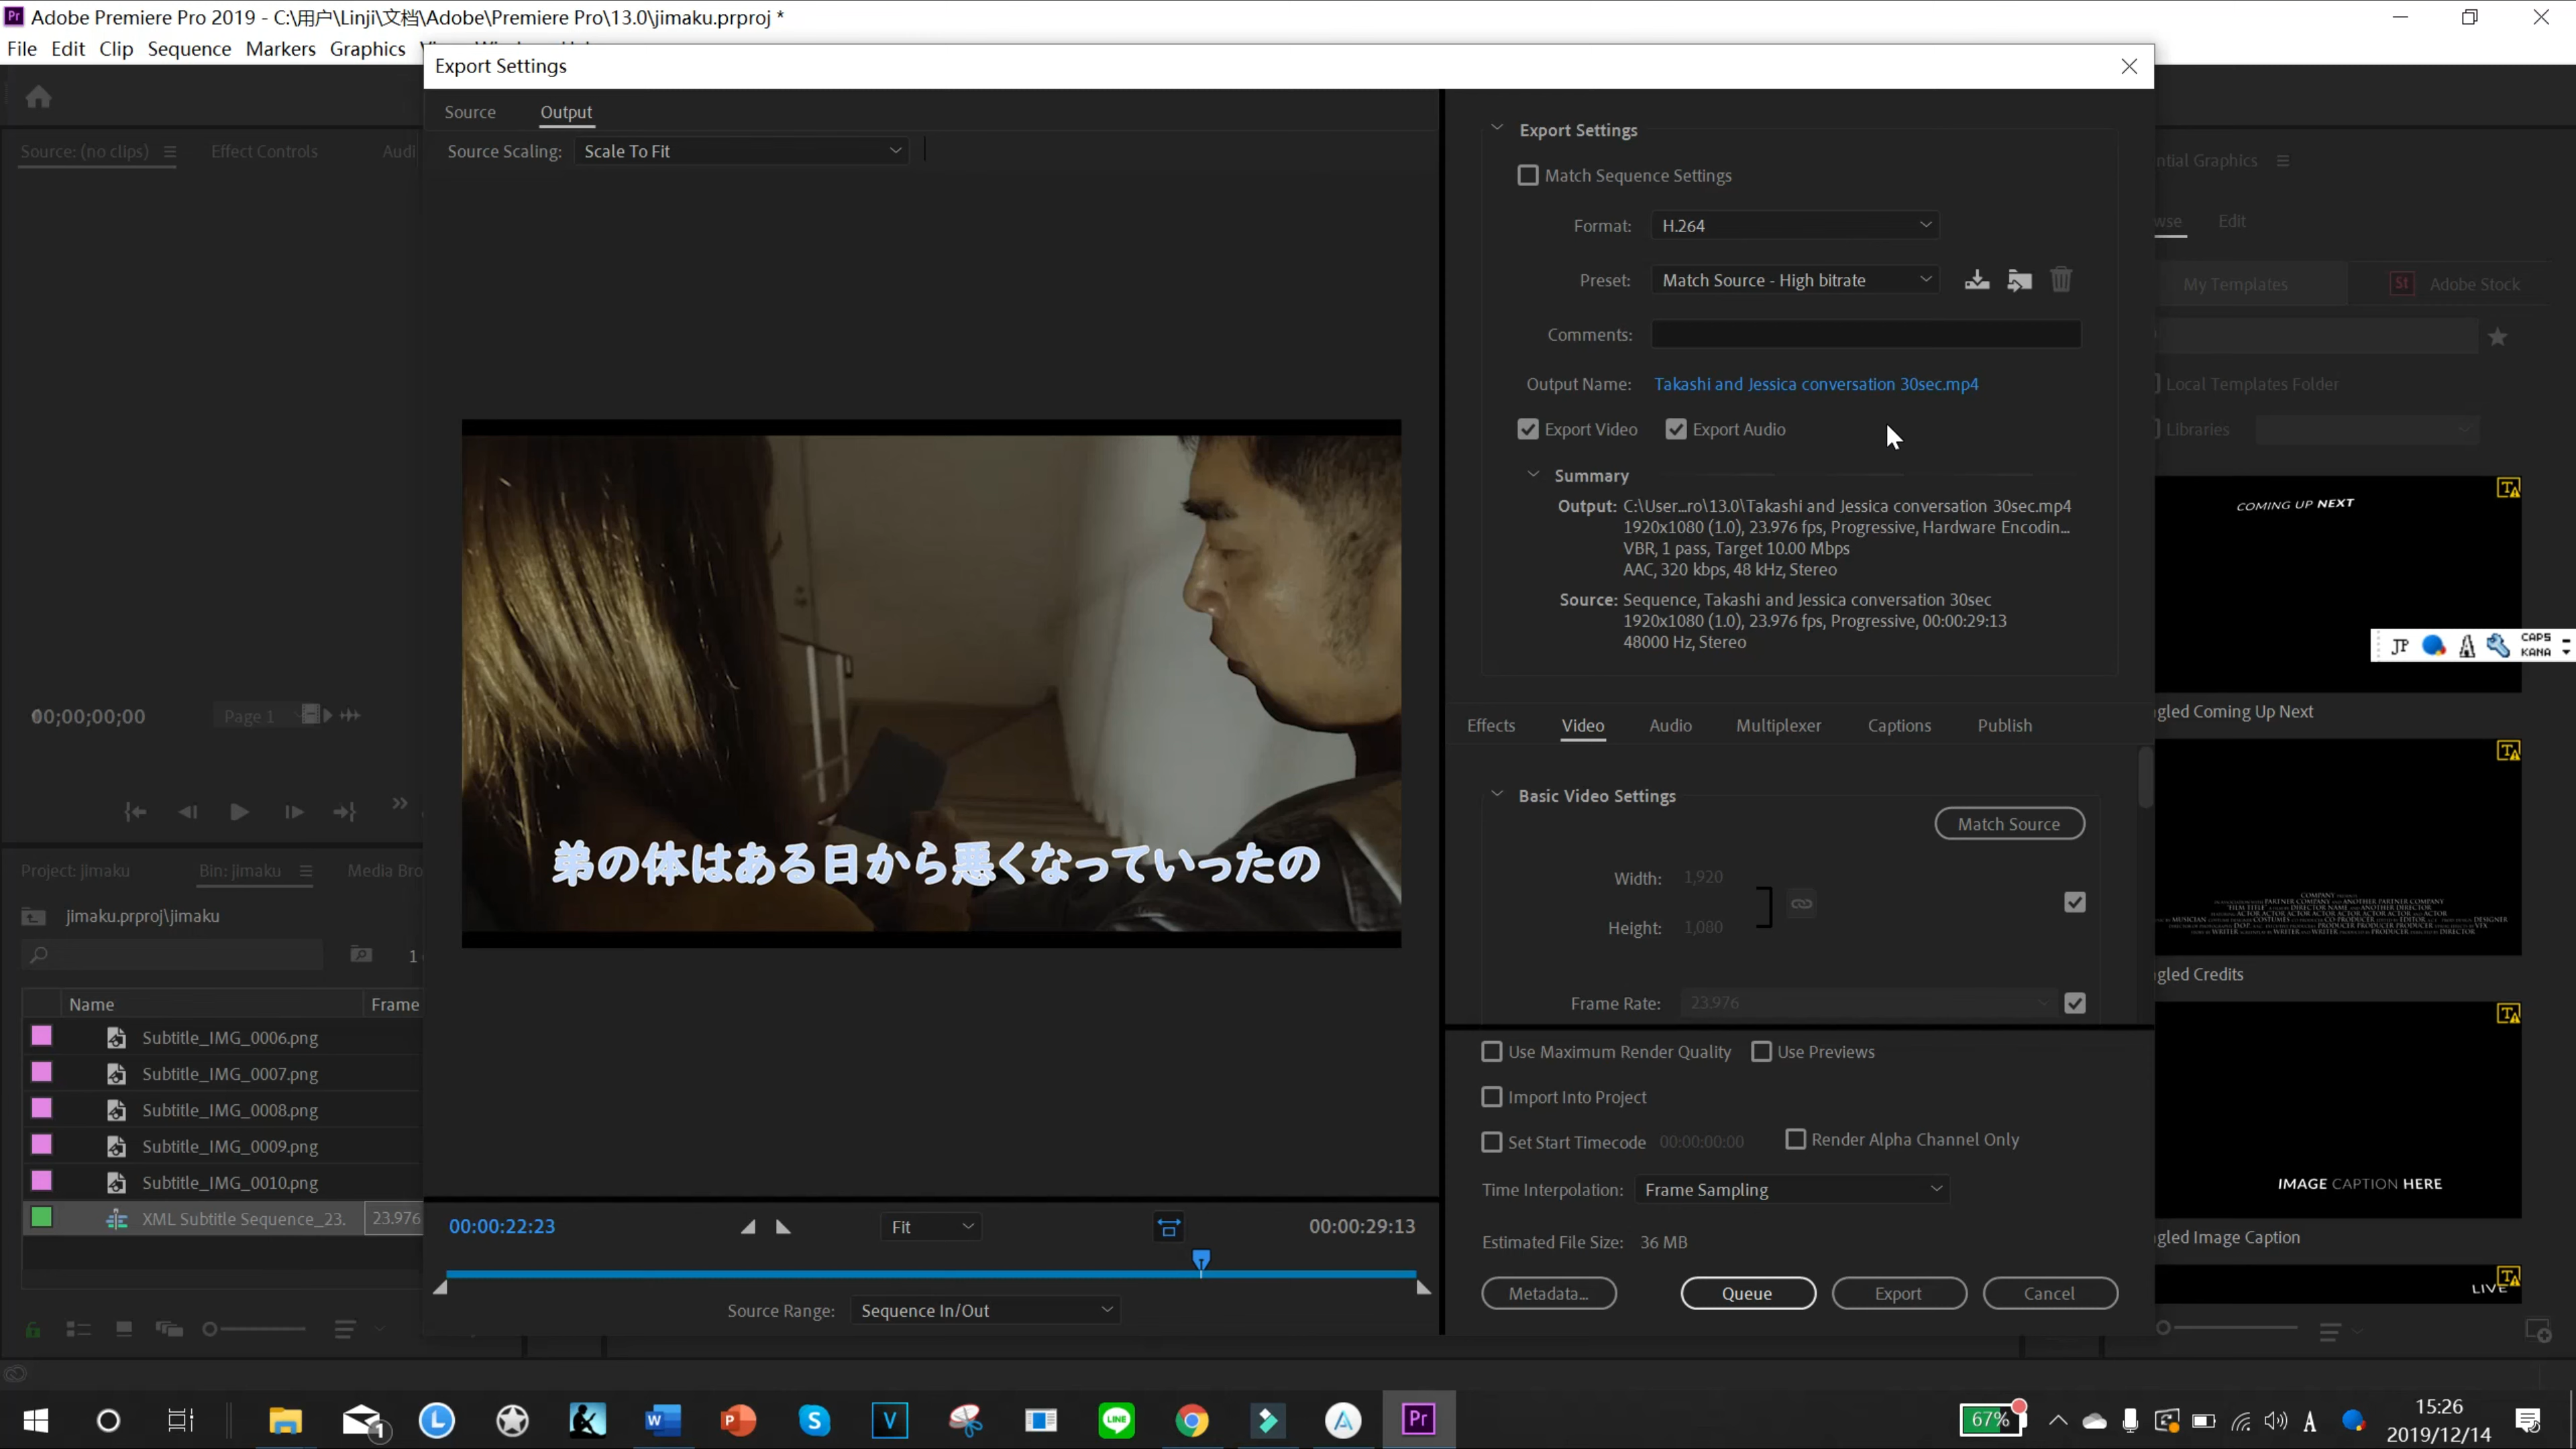 Adobe Premiere Pro 2019 - C:\用户\Linji\文档\Adobe\Premiere Pro\13.0\jimaku.prproj *
File Edit Clip Sequence Markers Graphics
Export Settings
Source Output
Source Scaling: Scale To Fit
Source: (no clips) Effect Controls Audi
00;00;00;00 Page 1
弟の体はある日から悪くなっていったの
Project: jimaku Bin: jimaku Media Bro
jimaku.prproj\jimaku
1
Name Frame
Subtitle_IMG_0006.png
Subtitle_IMG_0007.png
Subtitle_IMG_0008.png
Subtitle_IMG_0009.png
Subtitle_IMG_0010.png
XML Subtitle Sequence_23. 23.976
00:00:22:23 Fit 00:00:29:13
Source Range: Sequence In/Out
Export Settings
Match Sequence Settings
Format: H.264
Preset: Match Source - High bitrate
Comments:
Output Name: Takashi and Jessica conversation 30sec.mp4
Export Video Export Audio
Summary
Output: C:\User...ro\13.0\Takashi and Jessica conversation 30sec.mp4
1920x1080 (1.0), 23.976 fps, Progressive, Hardware Encodin...
VBR, 1 pass, Target 10.00 Mbps
AAC, 320 kbps, 48 kHz, Stereo
Source: Sequence, Takashi and Jessica conversation 30sec
1920x1080 (1.0), 23.976 fps, Progressive, 00:00:29:13
48000 Hz, Stereo
Effects Video Audio Multiplexer Captions Publish
Basic Video Settings
Match Source
Width: 1,920
Height: 1,080
Frame Rate: 23.976
Use Maximum Render Quality Use Previews
Import Into Project
Set Start Timecode 00:00:00:00 Render Alpha Channel Only
Time Interpolation: Frame Sampling
Estimated File Size: 36 MB
Metadata... Queue Export Cancel
ntial Graphics
wse Edit
My Templates St Adobe Stock
Local Templates Folder
Libraries
COMING UP NEXT
JP A CAPS
KANA
gled Coming Up Next
gled Credits
IMAGE CAPTION HERE
gled Image Caption
LIVE
1 L W P S V LINE A Pr 67% A
15:26
2019/12/14